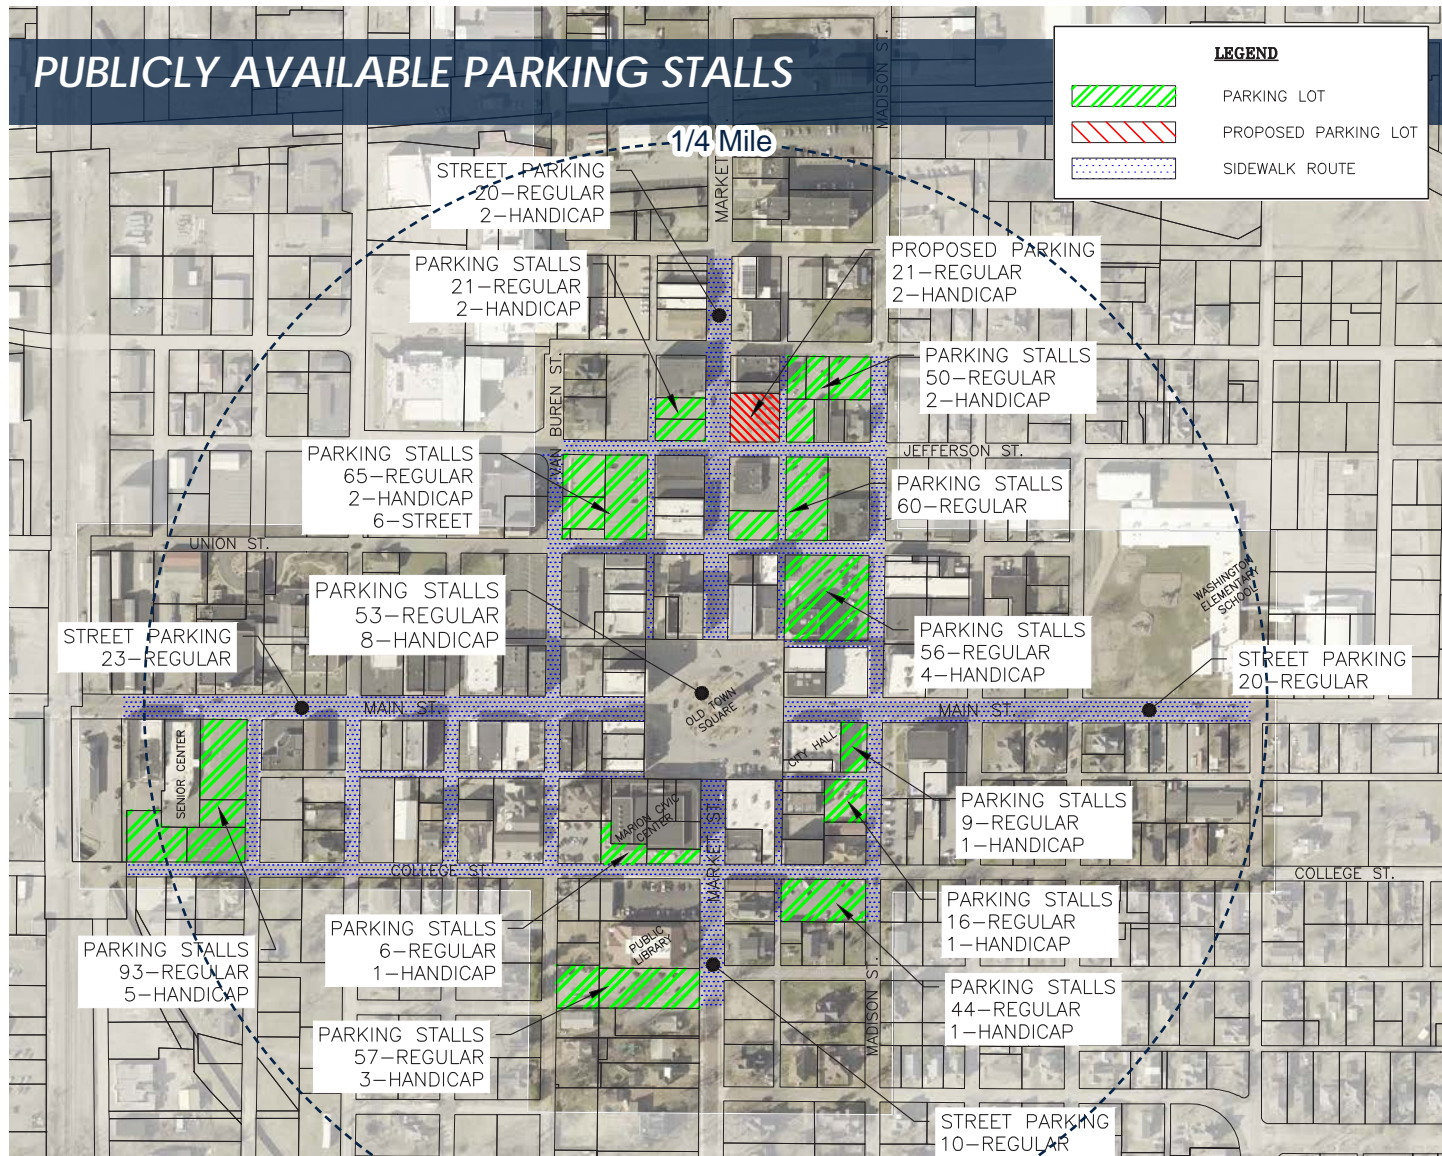 PUBLICLY AVAILABLE PARKING STALLS
LEGEND
PARKING LOT
PROPOSED PARKING LOT
SIDEWALK ROUTE
1/4 Mile
MADISON ST.
MARKET
STREET PARKING
20-REGULAR
2-HANDICAP
PARKING STALLS
21-REGULAR
2-HANDICAP
PROPOSED PARKING
21-REGULAR
2-HANDICAP
PARKING STALLS
50-REGULAR
2-HANDICAP
VAN BUREN ST.
JEFFERSON ST.
PARKING STALLS
65-REGULAR
2-HANDICAP
6-STREET
PARKING STALLS
60-REGULAR
UNION ST.
WASHINGTON
ELEMENTARY
SCHOOL
PARKING STALLS
53-REGULAR
8-HANDICAP
STREET PARKING
23-REGULAR
PARKING STALLS
56-REGULAR
4-HANDICAP
STREET PARKING
20-REGULAR
MAIN ST.
OLD TOWN
SQUARE
MAIN ST.
SENIOR CENTER
CITY HALL
MARION CIVIC
CENTER
MARKET ST.
PARKING STALLS
9-REGULAR
1-HANDICAP
COLLEGE ST.
COLLEGE ST.
PARKING STALLS
16-REGULAR
1-HANDICAP
PARKING STALLS
6-REGULAR
1-HANDICAP
PUBLIC
LIBRARY
PARKING STALLS
93-REGULAR
5-HANDICAP
PARKING STALLS
44-REGULAR
1-HANDICAP
MADISON ST.
PARKING STALLS
57-REGULAR
3-HANDICAP
STREET PARKING
10-REGULAR